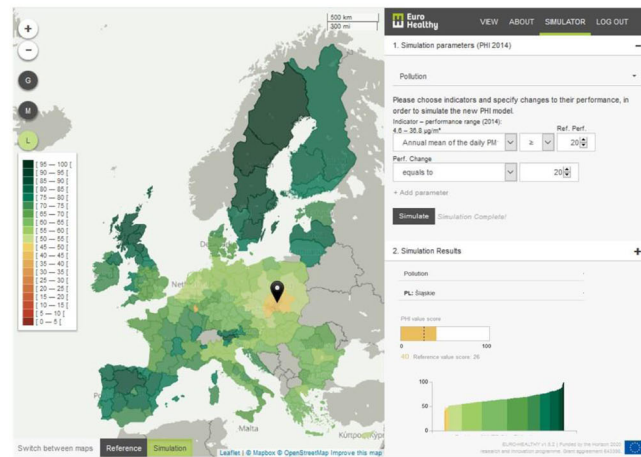 +
−
G
M
L
[ 95 — 100 [
[ 90 — 95 [
[ 85 — 90 [
[ 80 — 85 [
[ 75 — 80 [
[ 70 — 75 [
[ 65 — 70 [
[ 60 — 65 [
[ 55 — 60 [
[ 50 — 55 [
[ 45 — 50 [
[ 40 — 45 [
[ 35 — 40 [
[ 30 — 35 [
[ 25 — 30 [
[ 20 — 25 [
[ 15 — 20 [
[ 10 — 15 [
[ 5 — 10 [
[ 0 — 5 [
500 km
300 mi
Malta
Switch between maps Reference Simulation
Leaflet | © Mapbox © OpenStreetMap Improve this map
Euro Healthy
VIEW ABOUT SIMULATOR LOG OUT
1. Simulation parameters (PHI 2014) −
Pollution
Please choose indicators and specify changes to their performance, in
order to simulate the new PHI model.
Indicator – performance range (2014):
4.6 – 36.8 µg/m³
Ref. Perf.
Annual mean of the daily PM ≥ 20
Perf. Change
equals to 20
+ Add parameter
Simulate Simulation Complete!
2. Simulation Results +
Pollution
PL: Śląskie
PHI value score
0 100
40 Reference value score: 26
100
50
0